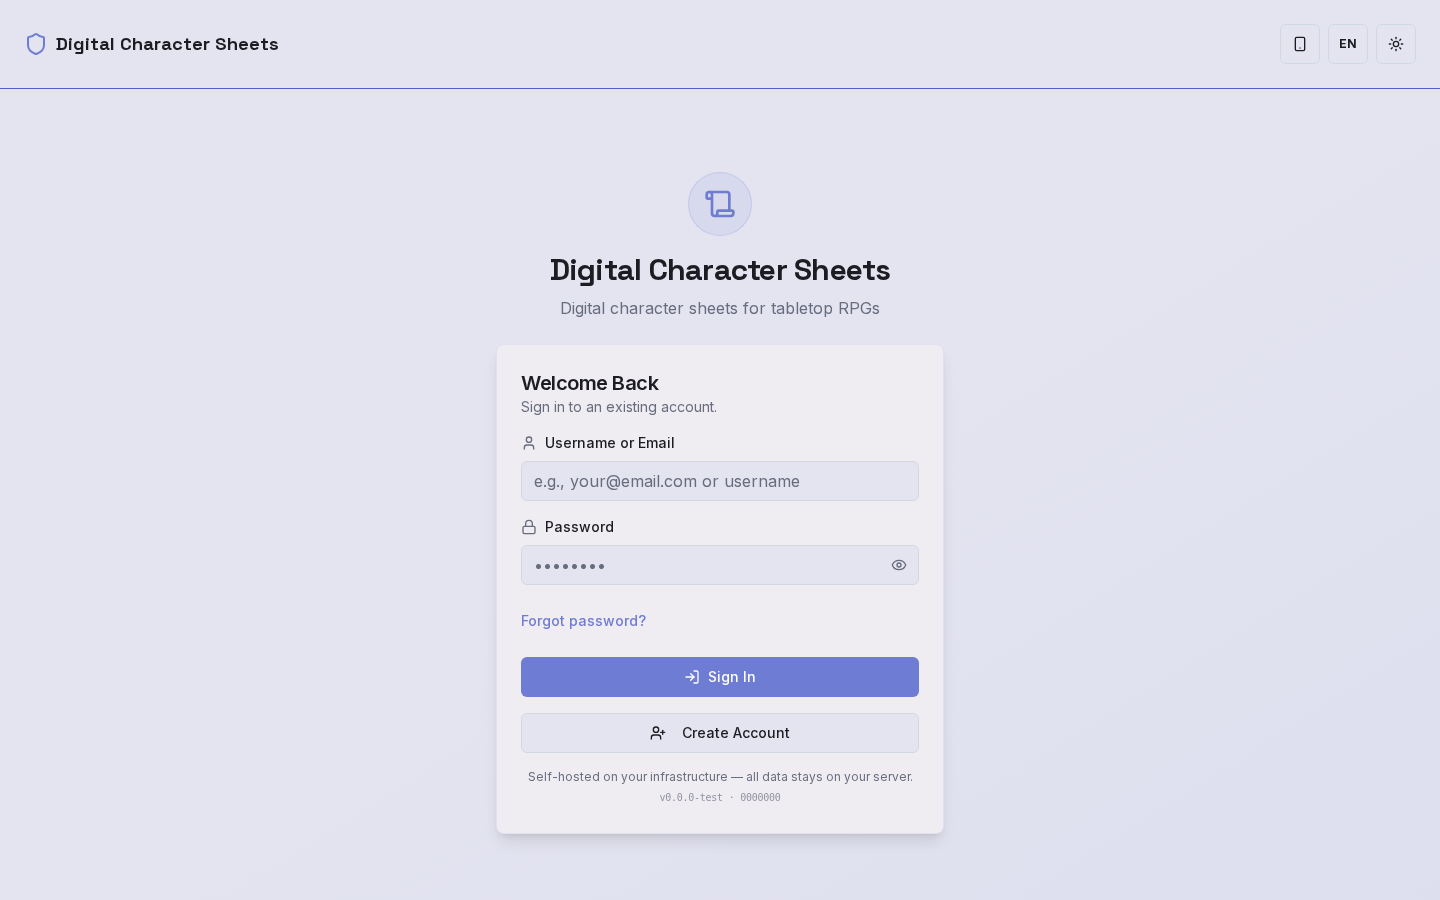 Digital Character Sheets
EN
Digital Character Sheets
Digital character sheets for tabletop RPGs
Welcome Back
Sign in to an existing account.
Username or Email
e.g., your@email.com or username
Password
••••••••
Forgot password?
Sign In
Create Account
Self-hosted on your infrastructure — all data stays on your server.
v0.0.0-test · 0000000